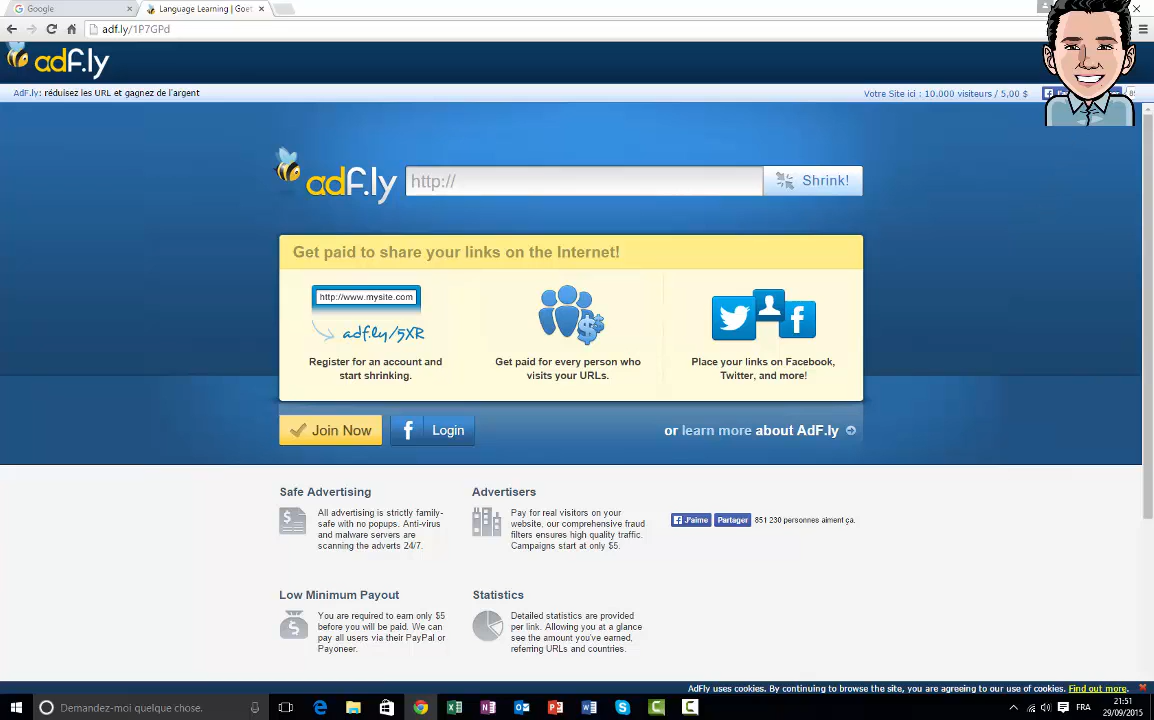 Google
Language Learning | Goet
adf.ly/1P7GPd
adf.ly
AdF.ly: réduisez les URL et gagnez de l'argent
Votre Site ici : 10.000 visiteurs / 5,00 $
adf.ly
http://
Shrink!
Get paid to share your links on the Internet!
http://www.mysite.com
adf.ly/5XR
Register for an account and
start shrinking.
Get paid for every person who
visits your URLs.
Place your links on Facebook,
Twitter, and more!
Join Now
Login
or learn more about AdF.ly
Safe Advertising
All advertising is strictly family-
safe with no popups. Anti-virus
and malware servers are
scanning the adverts 24/7.
Advertisers
Pay for real visitors on your
website, our comprehensive fraud
filters ensures high quality traffic.
Campaigns start at only $5.
J'aime
Partager
851 230 personnes aiment ça.
Low Minimum Payout
You are required to earn only $5
before you will be paid. We can
pay all users via their PayPal or
Payoneer.
Statistics
Detailed statistics are provided
per link. Allowing you at a glance
see the amount you've earned,
referring URLs and countries.
AdFly uses cookies. By continuing to browse the site, you are agreeing to our use of cookies. Find out more.
Demandez-moi quelque chose.
FRA
21:51
29/09/2015